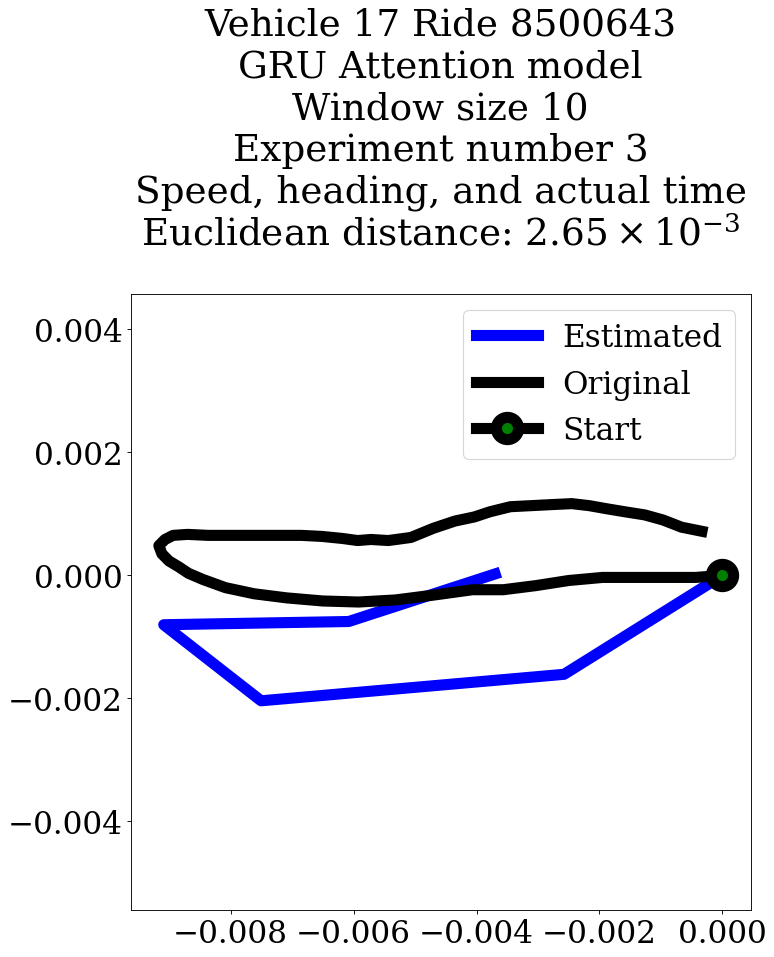 Vehicle 17 Ride 8500643
GRU Attention model
Window size 10
Experiment number 3
Speed, heading, and actual time
Euclidean distance: 2.65 × 10⁻³
Estimated
Original
Start
0.004
0.002
0.000
−0.002
−0.004
−0.008 −0.006 −0.004 −0.002 0.000